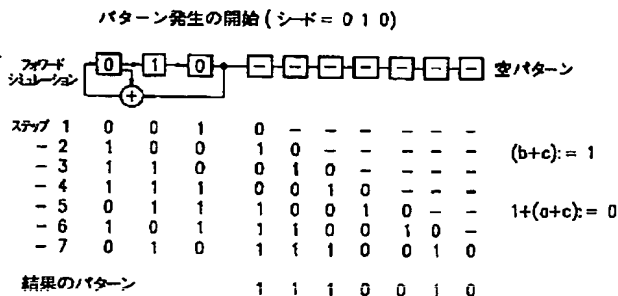 パターン発生の開始 ( シード = 0 1 0)
フォワード
シミュレーション
0 1 0 − − − − − − − 空パターン
+
ステップ 1 0 0 1 0 − − − − − −
− 2 1 0 0 1 0 − − − − − (b+c):= 1
− 3 1 1 0 0 1 0 − − − −
− 4 1 1 1 0 0 1 0 − − −
− 5 0 1 1 1 0 0 1 0 − − 1+(a+c):= 0
− 6 1 0 1 1 1 0 0 1 0 −
− 7 0 1 0 1 1 1 0 0 1 0
結果のパターン 1 1 1 0 0 1 0